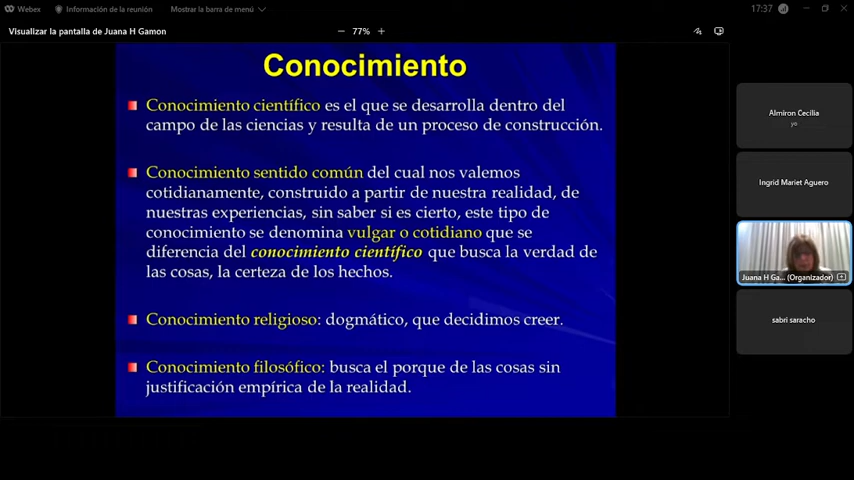 Webex
Información de la reunión
Mostrar la barra de menú
17:37
Visualizar la pantalla de Juana H Gamon
77%
Conocimiento
Conocimiento científico es el que se desarrolla dentro del
campo de las ciencias y resulta de un proceso de construcción.
Conocimiento sentido común del cual nos valemos
cotidianamente, construido a partir de nuestra realidad, de
nuestras experiencias, sin saber si es cierto, este tipo de
conocimiento se denomina vulgar o cotidiano que se
diferencia del conocimiento científico que busca la verdad de
las cosas, la certeza de los hechos.
Conocimiento religioso: dogmático, que decidimos creer.
Conocimiento filosófico: busca el porque de las cosas sin
justificación empírica de la realidad.
Almiron Cecilia
yo
Ingrid Mariet Aguero
Juana H Ga... (Organizador)
sabri saracho